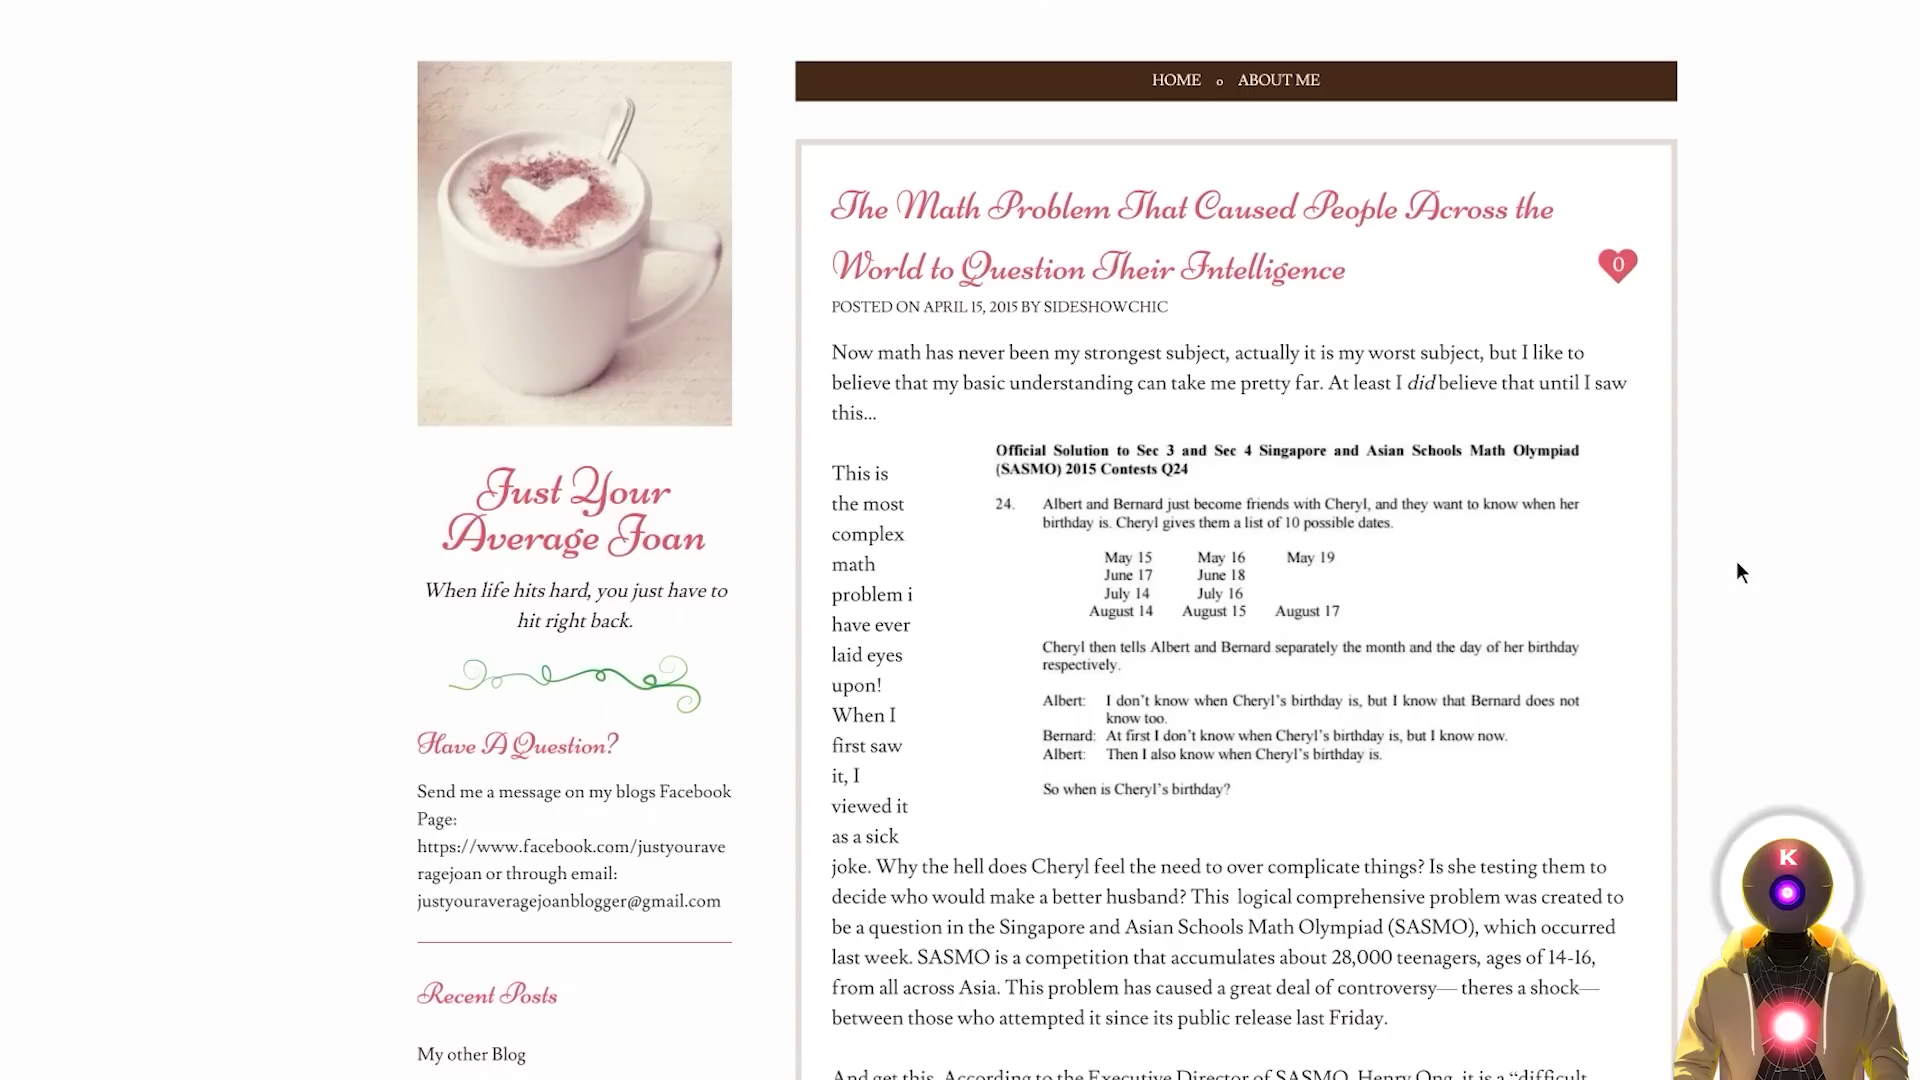 HOME o ABOUT ME
The Math Problem That Caused People Across the
World to Question Their Intelligence
0
POSTED ON APRIL 15, 2015 BY SIDESHOWCHIC
Now math has never been my strongest subject, actually it is my worst subject, but I like to
believe that my basic understanding can take me pretty far. At least I did believe that until I saw
this...
This is
the most
complex
math
problem i
have ever
laid eyes
upon!
When I
first saw
it, I
viewed it
as a sick
Official Solution to Sec 3 and Sec 4 Singapore and Asian Schools Math Olympiad
(SASMO) 2015 Contests Q24
24. Albert and Bernard just become friends with Cheryl, and they want to know when her
birthday is. Cheryl gives them a list of 10 possible dates.
May 15 May 16 May 19
June 17 June 18
July 14 July 16
August 14 August 15 August 17
Cheryl then tells Albert and Bernard separately the month and the day of her birthday
respectively.
Albert: I don't know when Cheryl's birthday is, but I know that Bernard does not
know too.
Bernard: At first I don't know when Cheryl's birthday is, but I know now.
Albert: Then I also know when Cheryl's birthday is.
So when is Cheryl's birthday?
joke. Why the hell does Cheryl feel the need to over complicate things? Is she testing them to
decide who would make a better husband? This logical comprehensive problem was created to
be a question in the Singapore and Asian Schools Math Olympiad (SASMO), which occurred
last week. SASMO is a competition that accumulates about 28,000 teenagers, ages of 14-16,
from all across Asia. This problem has caused a great deal of controversy— theres a shock—
between those who attempted it since its public release last Friday.
And get this. According to the Executive Director of SASMO, Henry Ong, it is a “difficult
Just Your
Average Joan
When life hits hard, you just have to
hit right back.
Have A Question?
Send me a message on my blogs Facebook
Page:
https://www.facebook.com/justyourave
ragejoan or through email:
justyouraveragejoanblogger@gmail.com
Recent Posts
My other Blog
K